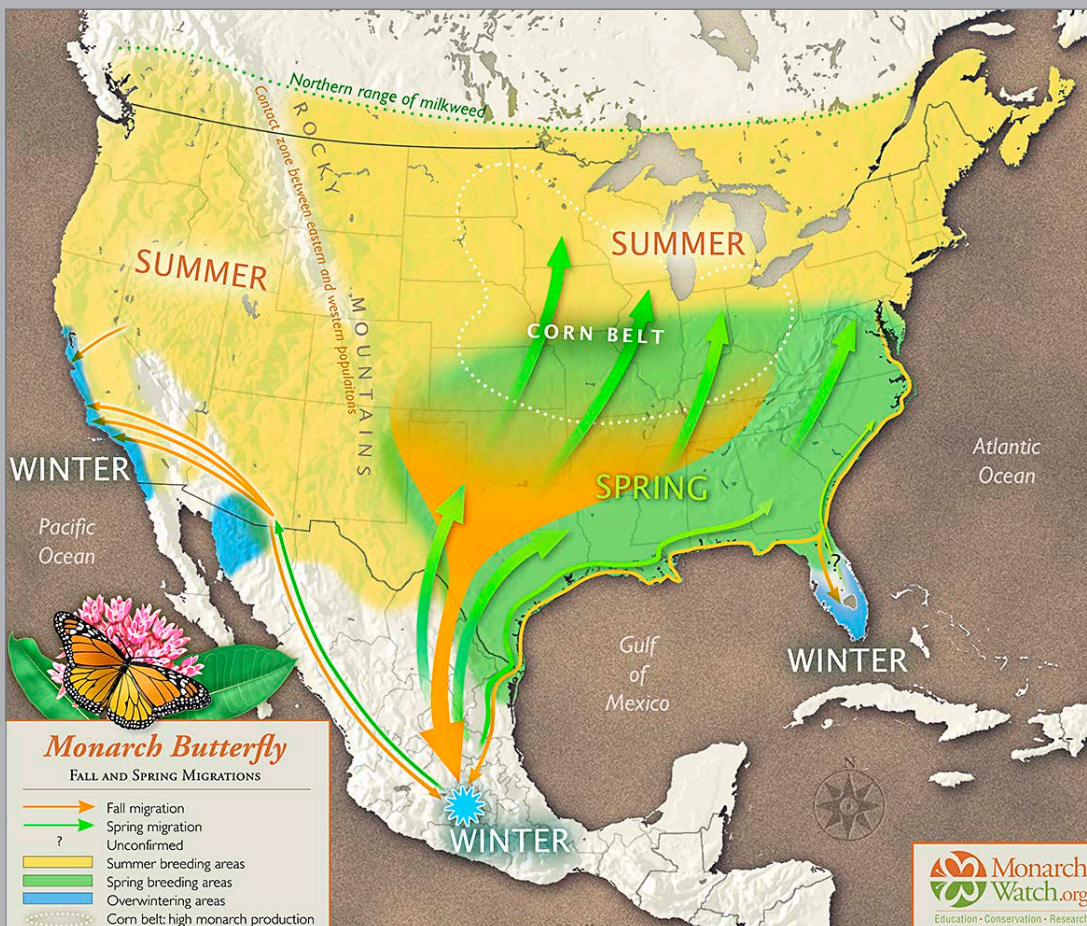 Northern range of milkweed
Contact zone between eastern and western populaitons
ROCKY
MOUNTAINS
SUMMER
SUMMER
CORN BELT
SPRING
WINTER
Pacific
Ocean
Atlantic
Ocean
?
Gulf
of
Mexico
WINTER
WINTER
N
Monarch Butterfly
FALL AND SPRING MIGRATIONS
Fall migration
Spring migration
? Unconfirmed
Summer breeding areas
Spring breeding areas
Overwintering areas
Corn belt: high monarch production
Monarch
Watch.org
Education · Conservation · Research